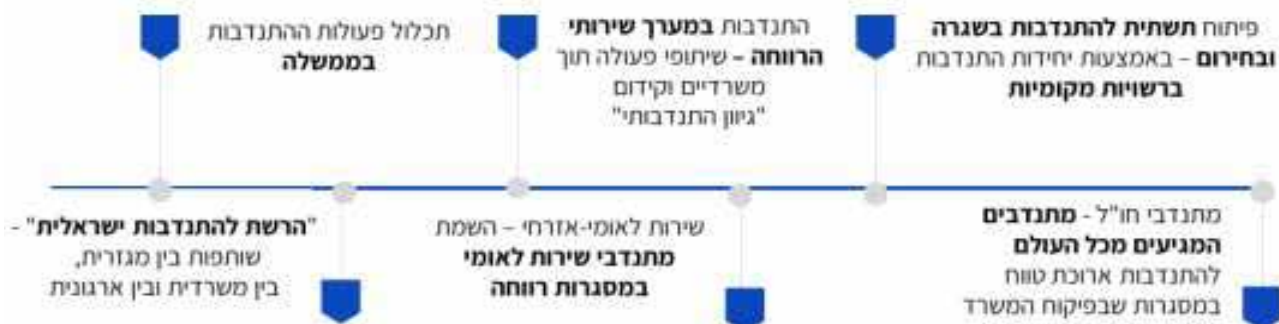 פיתוח תשתית להתנדבות בשגרה
ובחירום – באמצעות יחידות התנדבות
ברשויות מקומיות
התנדבות במערך שירותי
הרווחה – שיתופי פעולה תוך
משרדיים וקידום
"גיוון התנדבותי"
תכלול פעולות ההתנדבות
בממשלה
מתנדבי חו"ל - מתנדבים
המגיעים מכל העולם
להתנדבות ארוכת טווח
במסגרות שבפיקוח המשרד
שירות לאומי-אזרחי – השמת
מתנדבי שירות לאומי
במסגרות רווחה
"הרשת להתנדבות ישראלית" -
שותפות בין מגזרית,
בין משרדית ובין ארגונית